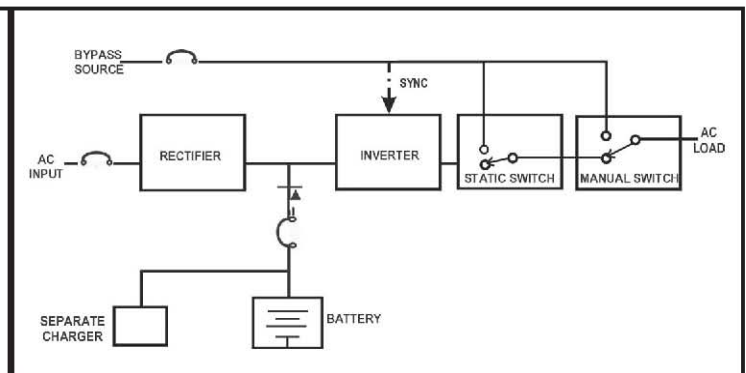 BYPASS
SOURCE
SYNC
AC
INPUT
RECTIFIER
INVERTER
STATIC SWITCH
MANUAL SWITCH
AC
LOAD
SEPARATE
CHARGER
BATTERY